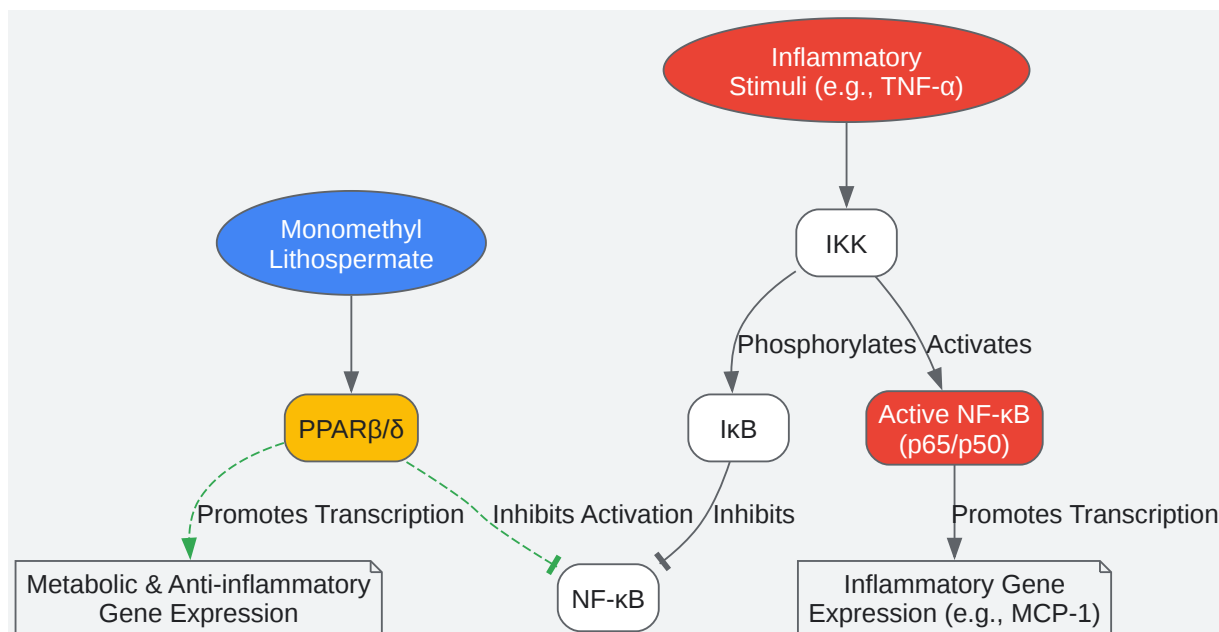 Inflammatory
Stimuli (e.g., TNF-α)
Monomethyl
Lithospermate
IKK
Phosphorylates
Activates
PPARβ/δ
IκB
Active NF-κB
(p65/p50)
Promotes Transcription
Inhibits Activation
Inhibits
Promotes Transcription
Metabolic & Anti-inflammatory
Gene Expression
NF-κB
Inflammatory Gene
Expression (e.g., MCP-1)